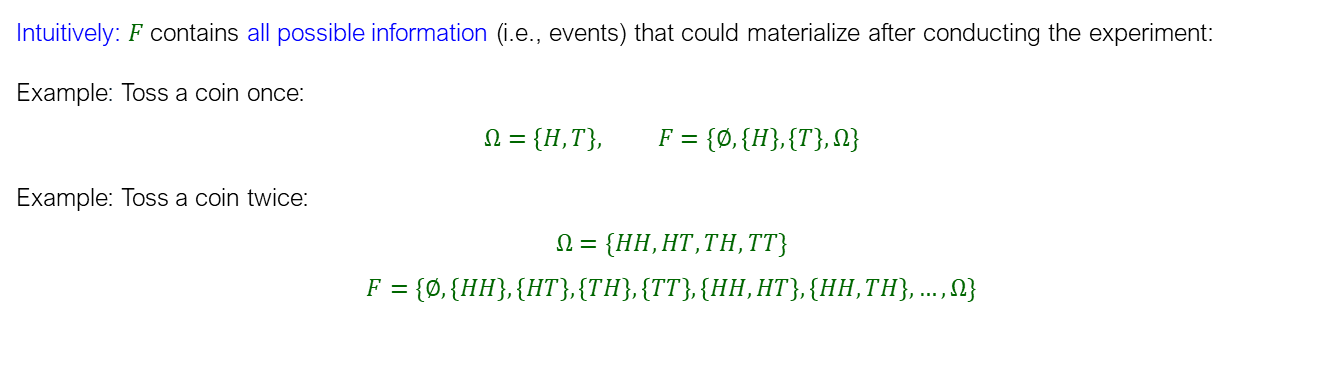 Intuitively: F contains all possible information (i.e., events) that could materialize after conducting the experiment:
Example: Toss a coin once:
Ω = {H, T},   F = {Ø, {H}, {T}, Ω}
Example: Toss a coin twice:
Ω = {HH, HT, TH, TT}
F = {Ø, {HH}, {HT}, {TH}, {TT}, {HH, HT}, {HH, TH}, … , Ω}